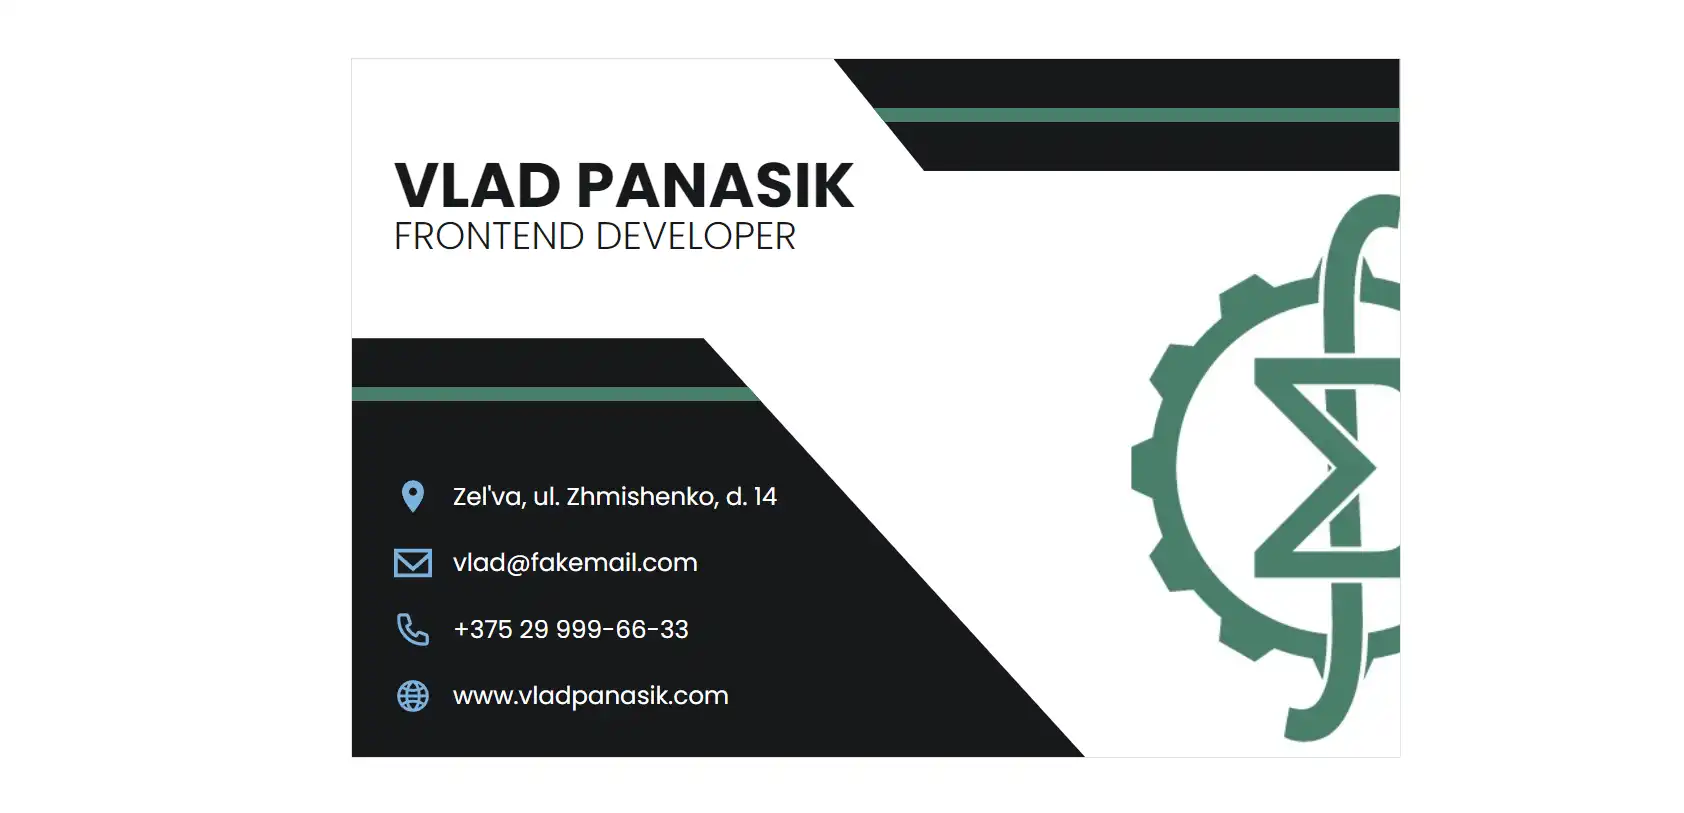 VLAD PANASIK
FRONTEND DEVELOPER
Zel'va, ul. Zhmishenko, d. 14
vlad@fakemail.com
+375 29 999-66-33
www.vladpanasik.com